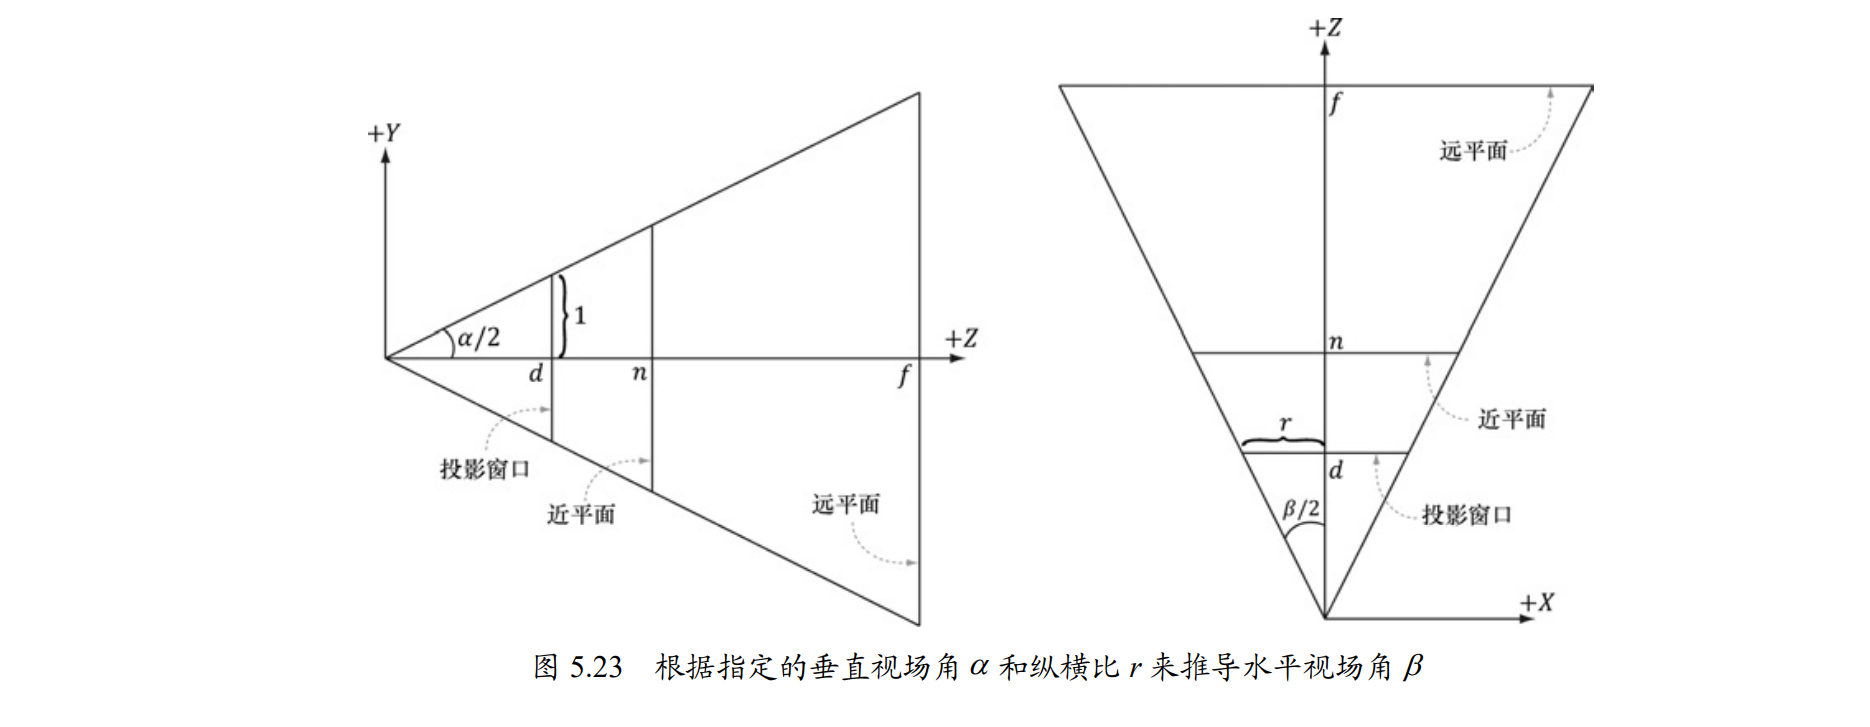 +Y
α/2
1
+Z
d
n
f
投影窗口
近平面
远平面
+Z
f
远平面
n
近平面
r
d
β/2
投影窗口
+X
图 5.23 根据指定的垂直视场角 α 和纵横比 r 来推导水平视场角 β